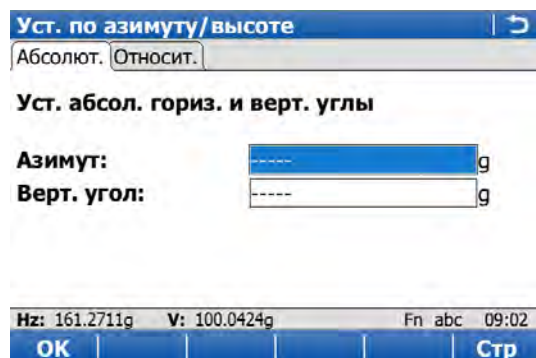 Уст. по азимуту/высоте
Абсолют. Относит.
Уст. абсол. гориз. и верт. углы
Азимут: ----- g
Верт. угол: ----- g
Hz: 161.2711g V: 100.0424g Fn abc 09:02
OK Стр